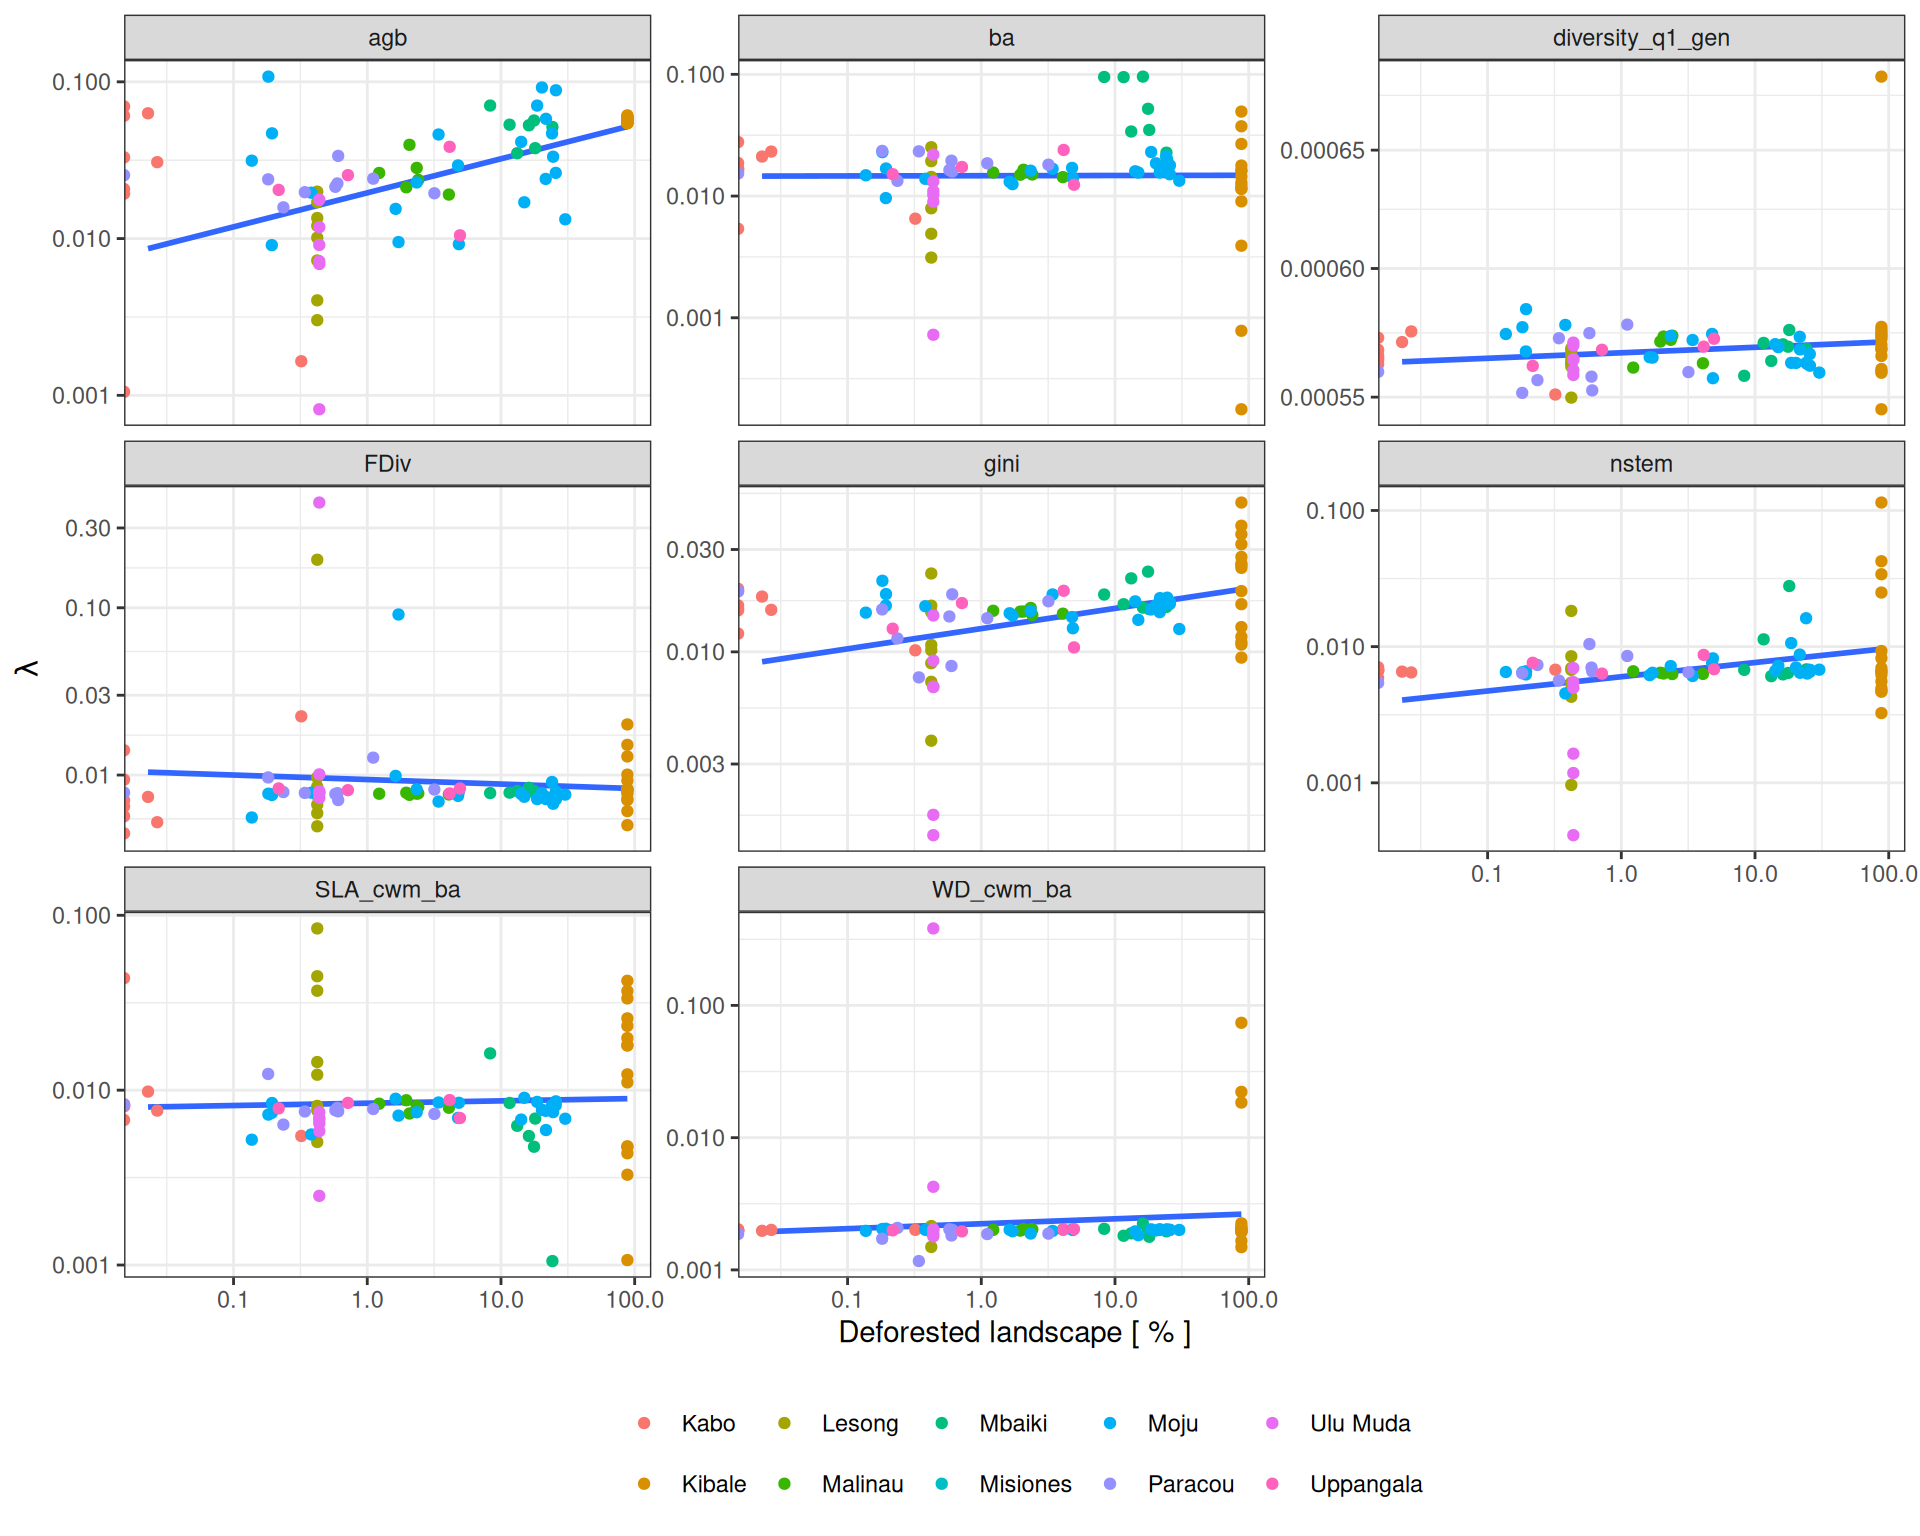 agb
ba
diversity_q1_gen
0.100
0.010
0.001
0.100
0.010
0.001
0.00065
0.00060
0.00055
FDiv
gini
nstem
0.30
0.10
0.03
0.01
0.030
0.010
0.003
0.100
0.010
0.001
0.1 1.0 10.0 100.0
λ
SLA_cwm_ba
WD_cwm_ba
0.100
0.010
0.001
0.100
0.010
0.001
0.1 1.0 10.0 100.0
0.1 1.0 10.0 100.0
Deforested landscape [ % ]
Kabo Lesong Mbaiki Moju Ulu Muda
Kibale Malinau Misiones Paracou Uppangala